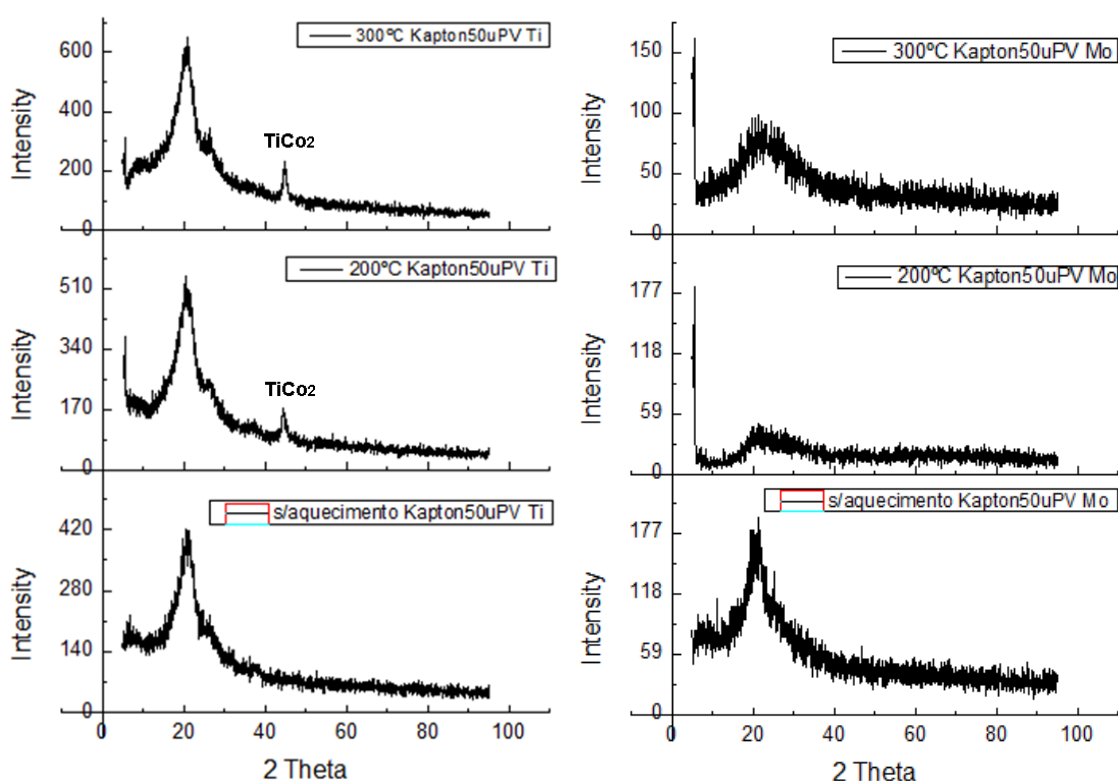 300ºC Kapton50uPV Ti
600
400
200
0
Intensity
TiCo2
200ºC Kapton50uPV Ti
510
340
170
0
Intensity
TiCo2
s/aquecimento Kapton50uPV Ti
420
280
140
0
Intensity
0 20 40 60 80 100
2 Theta
300ºC Kapton50uPV Mo
150
100
50
0
Intensity
200ºC Kapton50uPV Mo
177
118
59
0
Intensity
s/aquecimento Kapton50uPV Mo
177
118
59
0
Intensity
0 20 40 60 80 100
2 Theta